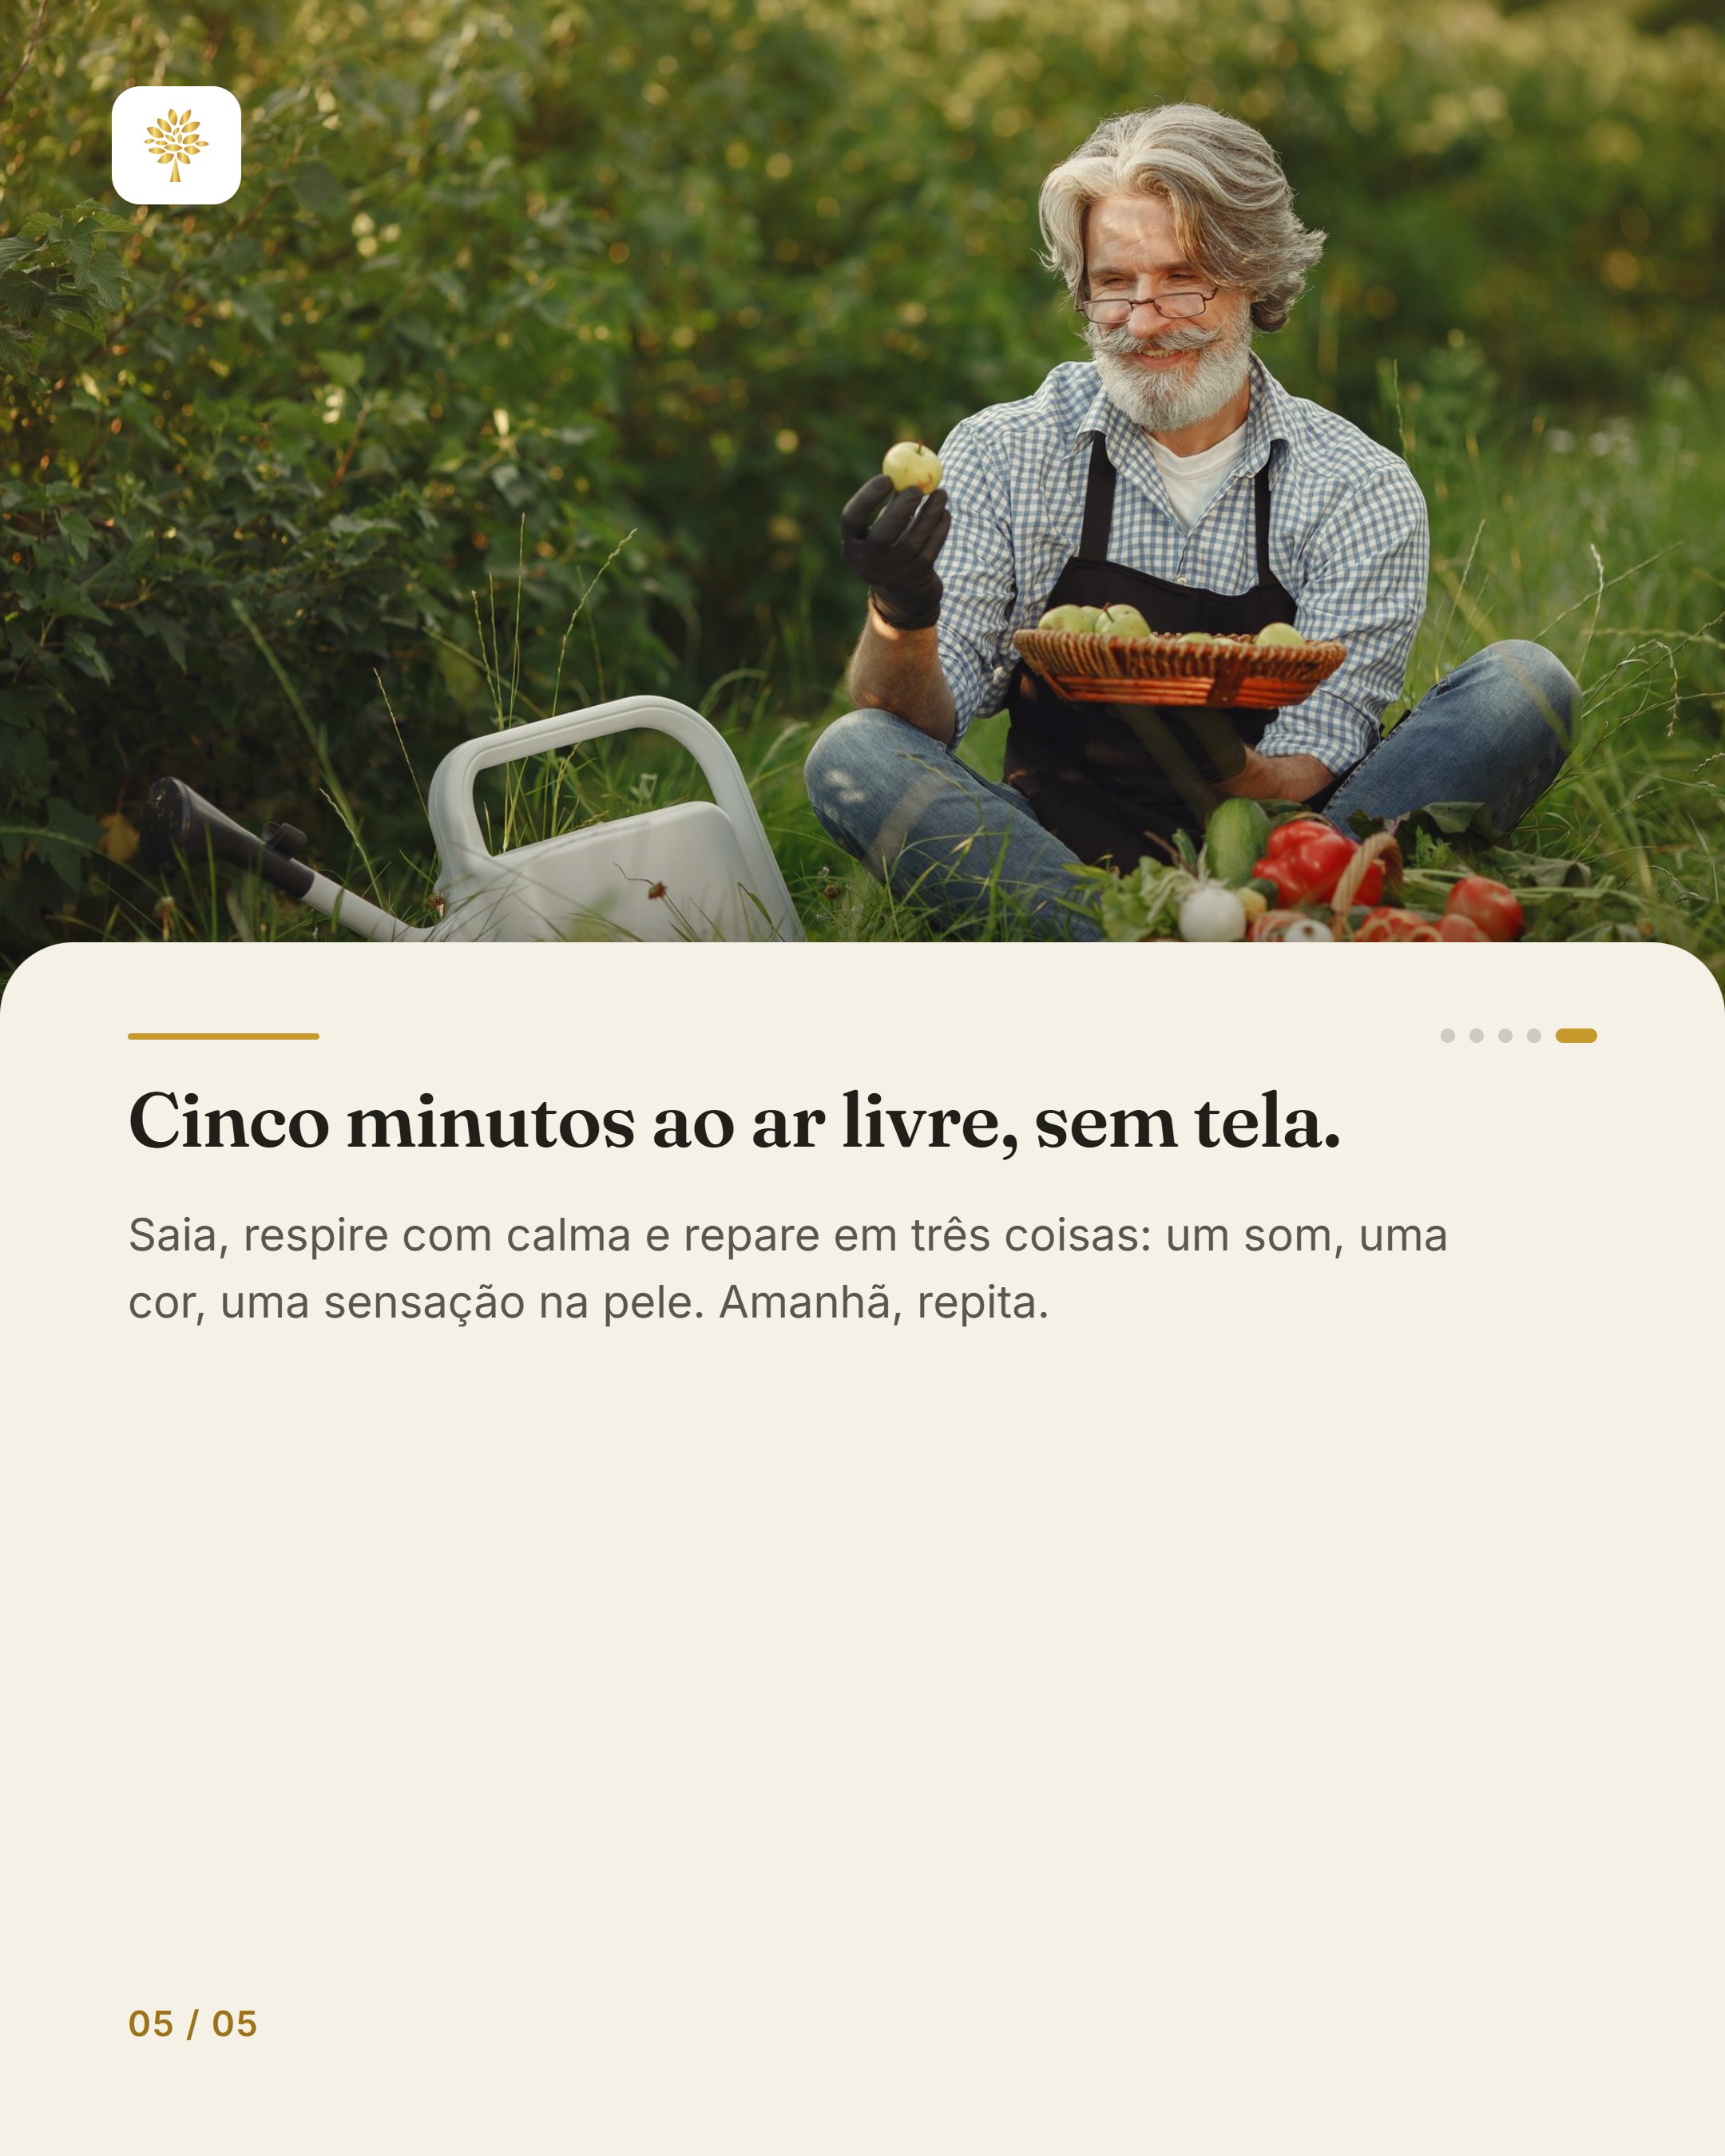 Cinco minutos ao ar livre, sem tela.
Saia, respire com calma e repare em três coisas: um som, uma
cor, uma sensação na pele. Amanhã, repita.
05 / 05